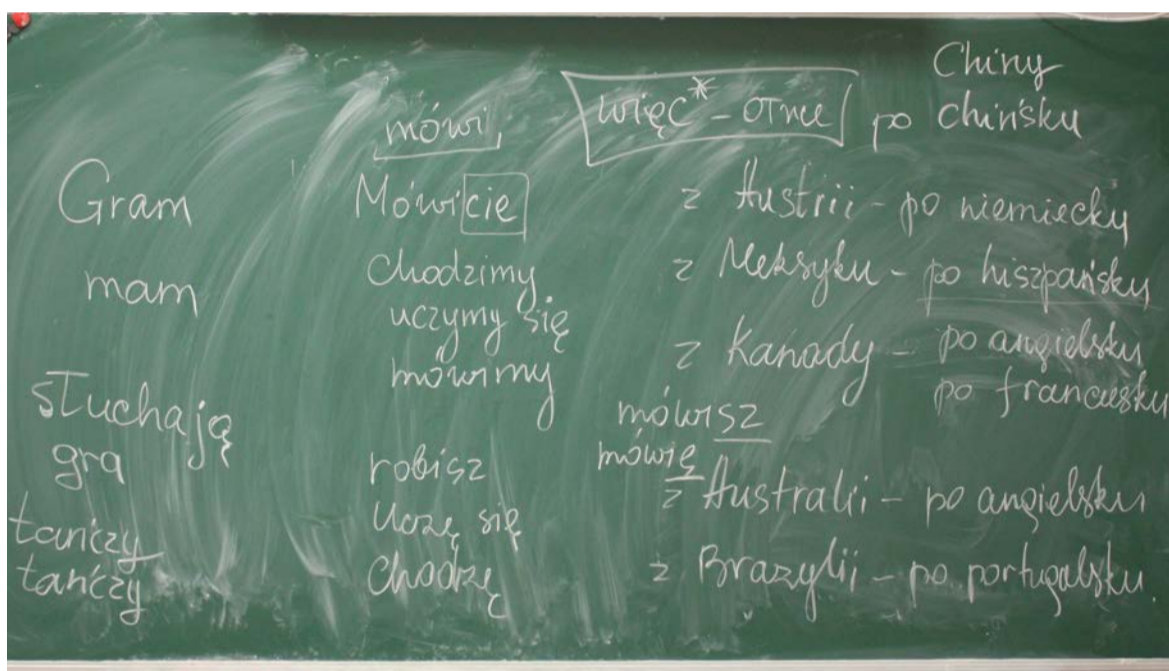 Gram
mam
słuchają
gra
tańczy
tańczy
mówi,
Mówicie
chodzimy
uczymy się
mówimy
robisz
Uczę się
Chodzę
więc* - otne
Chiny
po chińsku
z Austrii - po niemiecku
z Meksyku - po hiszpańsku
z Kanady - po angielsku
po francusku
mówisz
mówię
z Australii - po angielsku
z Brazylii - po portugalsku.